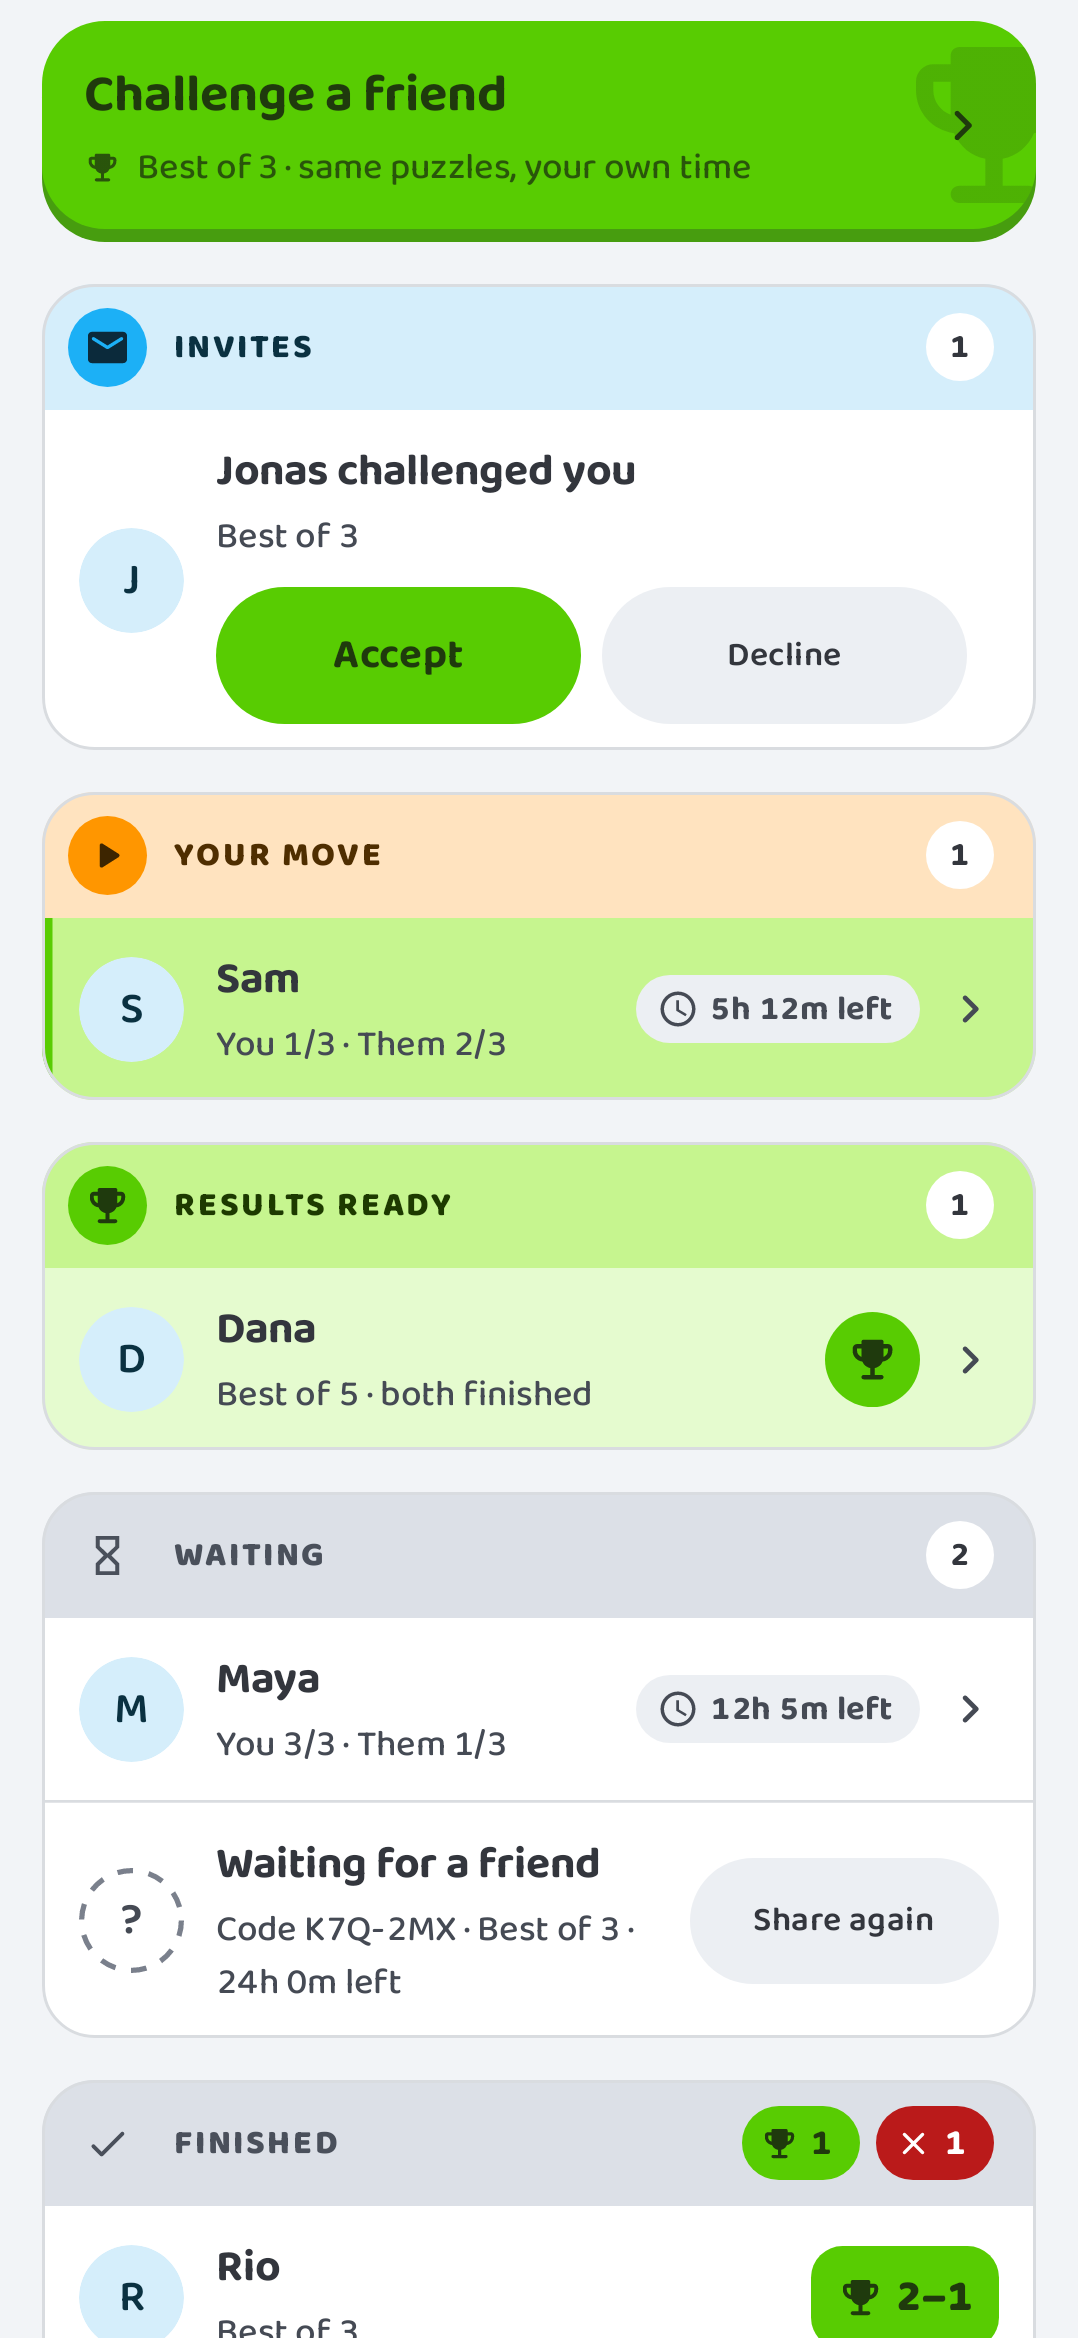 Challenge a friend
Best of 3 · same puzzles, your own time
INVITES
1
Jonas challenged you
Best of 3
J
Accept
Decline
YOUR MOVE
1
S
Sam
You 1/3 · Them 2/3
5h 12m left
RESULTS READY
1
D
Dana
Best of 5 · both finished
WAITING
2
M
Maya
You 3/3 · Them 1/3
12h 5m left
?
Waiting for a friend
Code K7Q-2MX · Best of 3 ·
24h 0m left
Share again
FINISHED
1
1
R
Rio
Best of 3
2–1